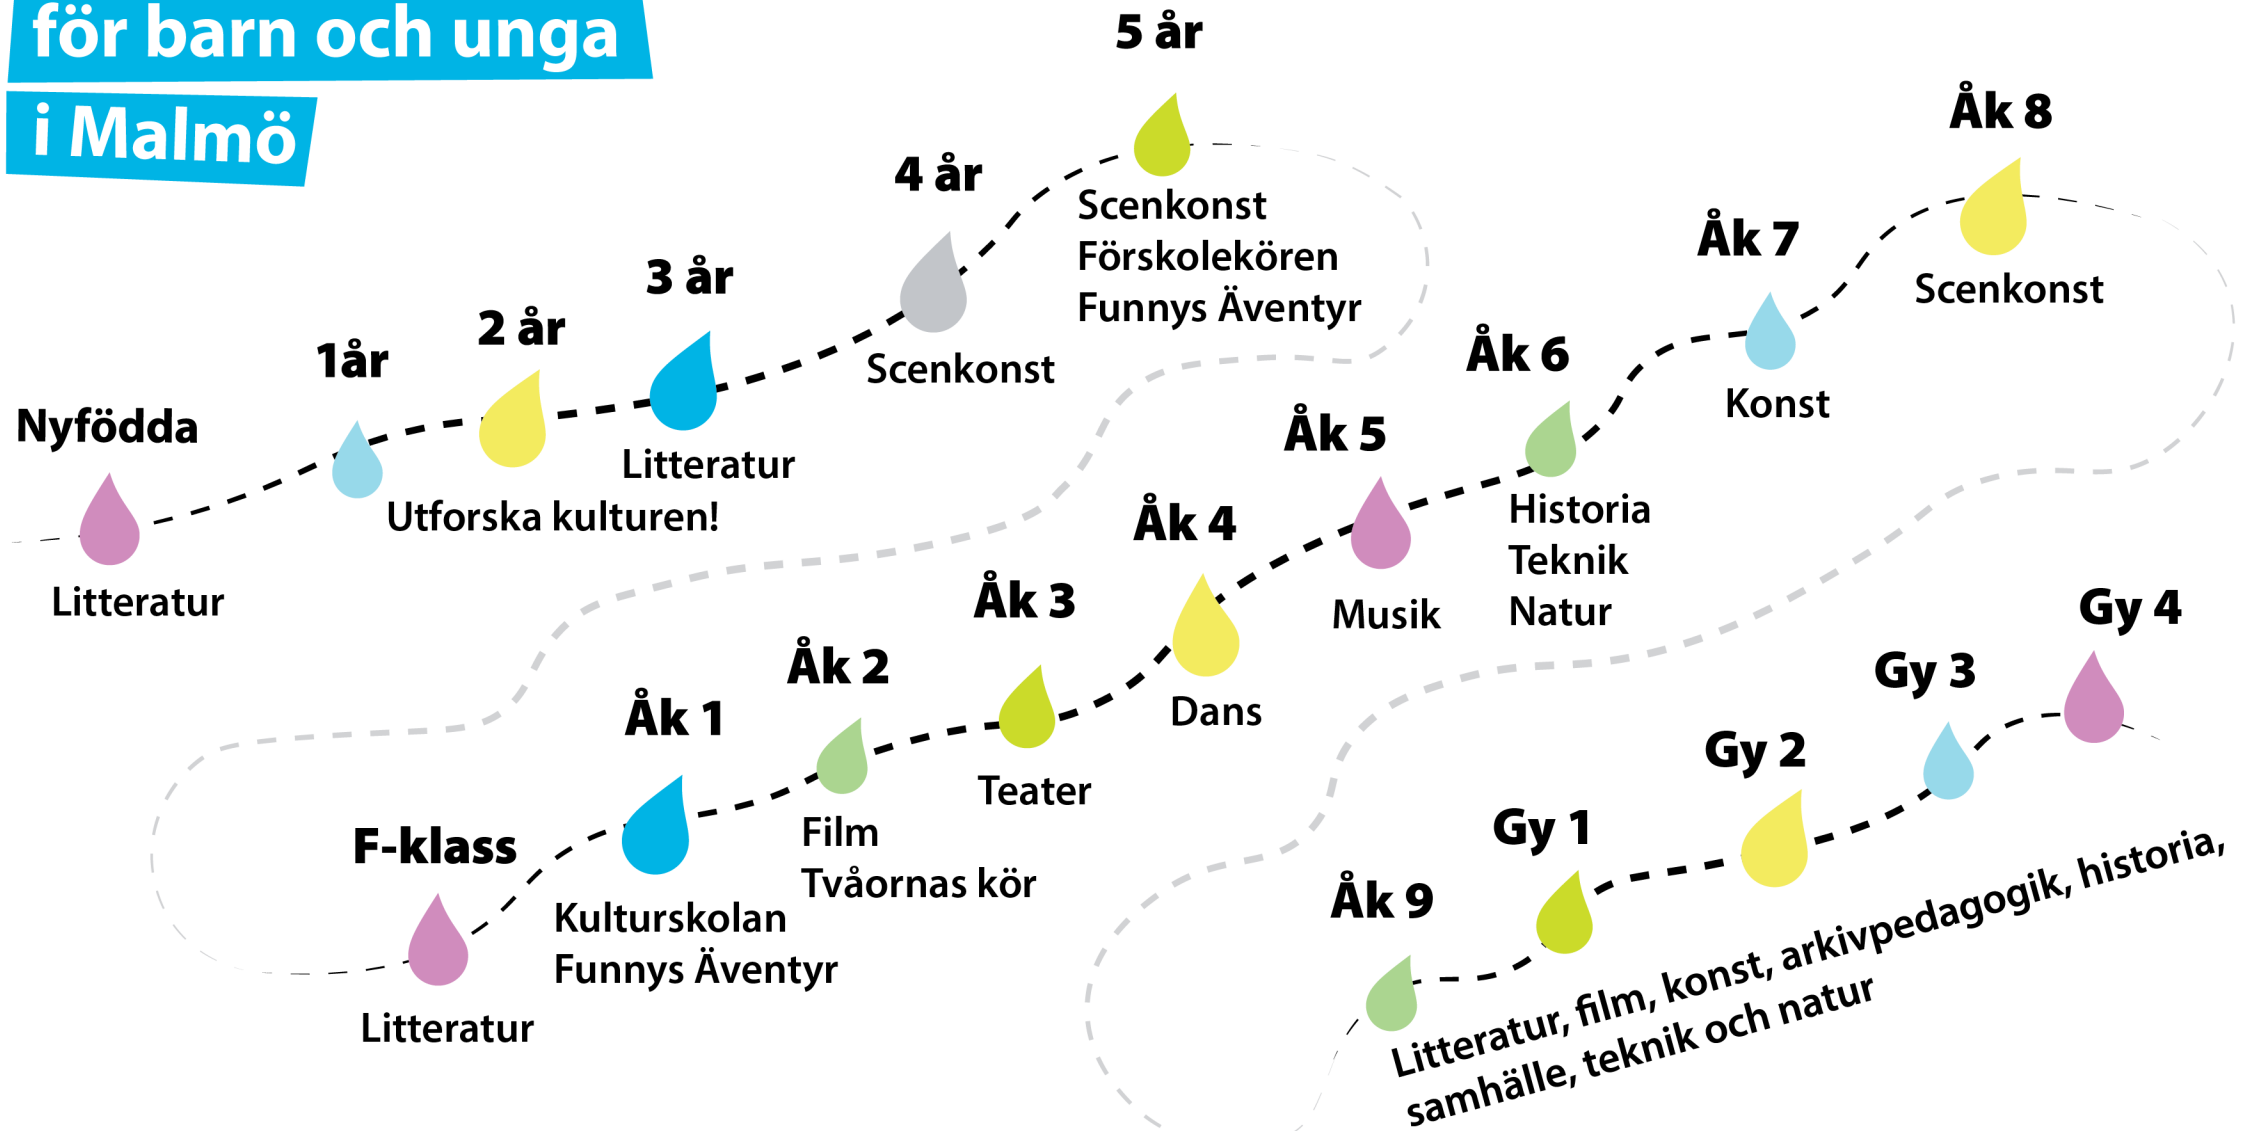 för barn och unga
i Malmö
Nyfödda
Litteratur
1år
2 år
Utforska kulturen!
3 år
Litteratur
4 år
Scenkonst
5 år
Scenkonst
Förskolekören
Funnys Äventyr
F-klass
Litteratur
Åk 1
Kulturskolan
Funnys Äventyr
Åk 2
Film
Tvåornas kör
Åk 3
Teater
Åk 4
Dans
Åk 5
Musik
Åk 6
Historia
Teknik
Natur
Åk 7
Konst
Åk 8
Scenkonst
Åk 9
Gy 1
Gy 2
Gy 3
Gy 4
Litteratur, film, konst, arkivpedagogik, historia,
samhälle, teknik och natur